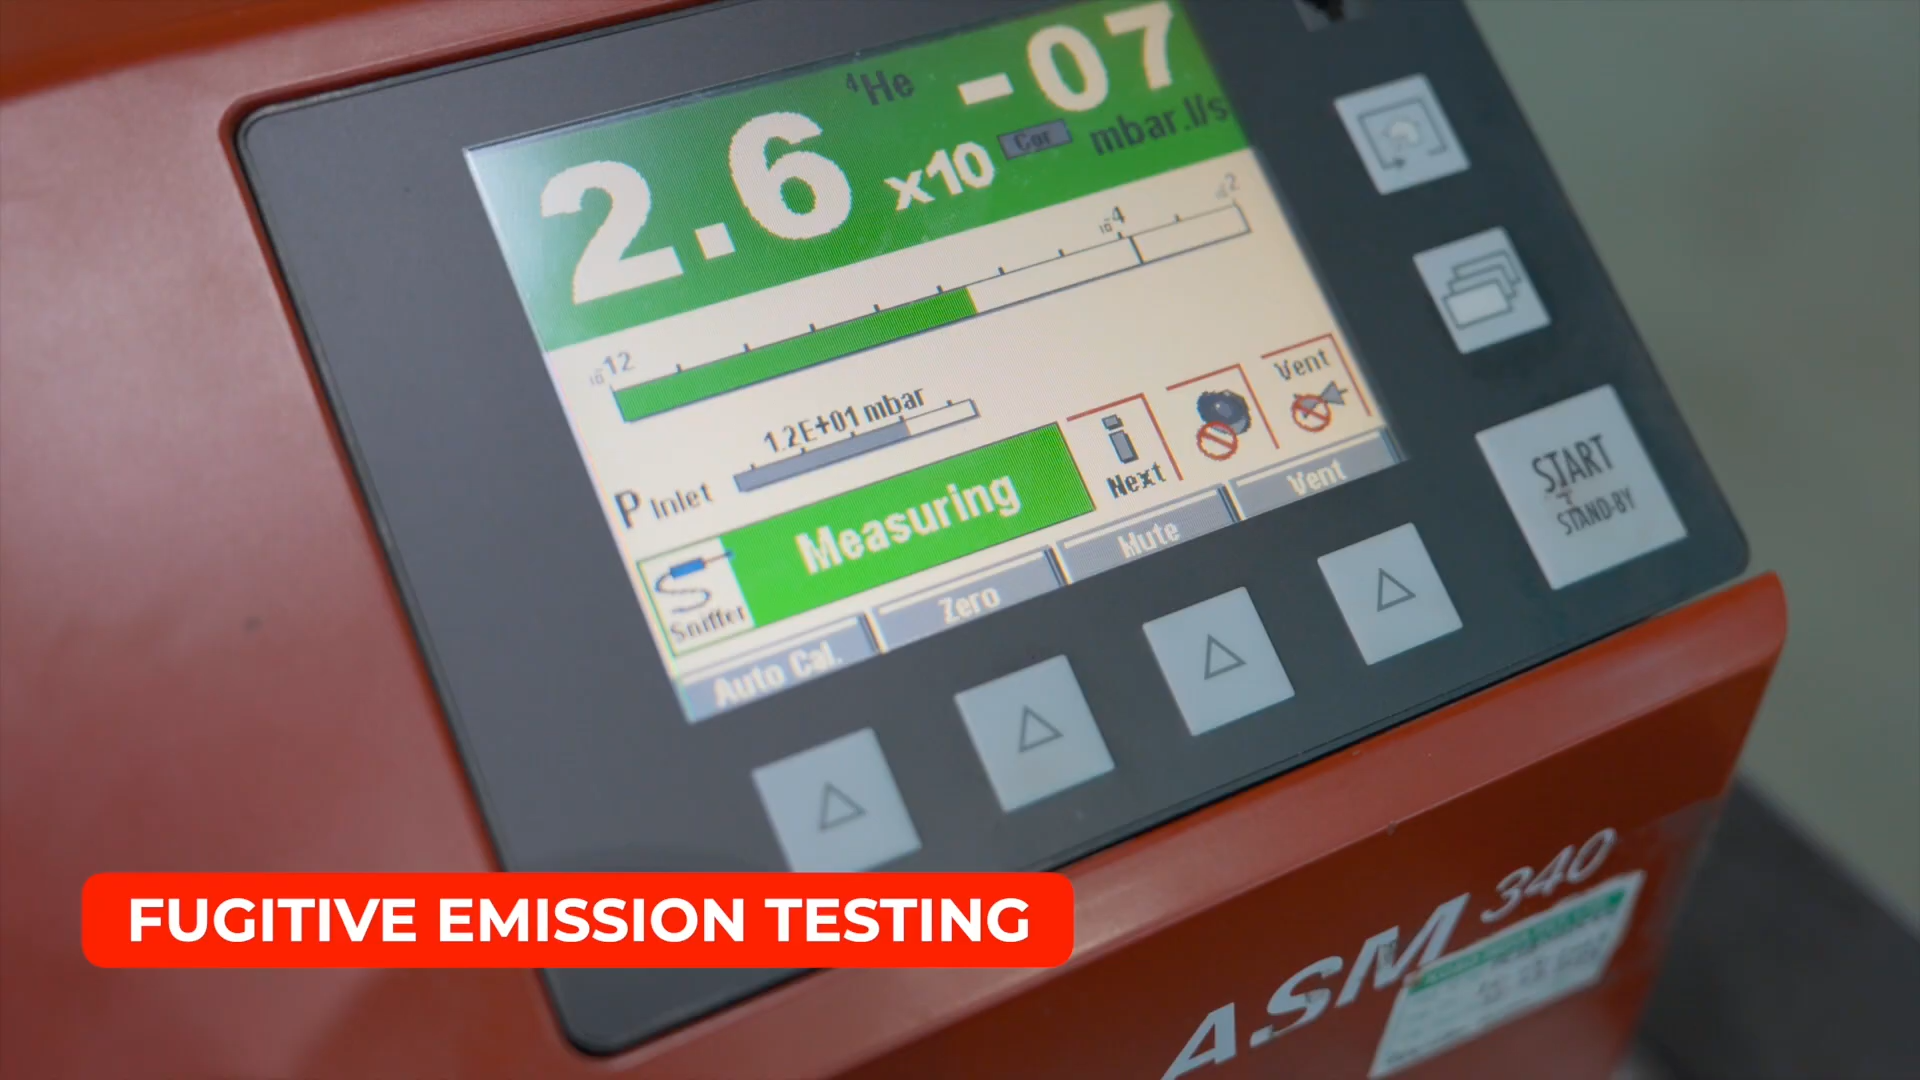 ⁴He
2.6 x10 -07
Cor mbar.l/s
10-12
10-4
10-2
1.2E+01 mbar
P Inlet
Measuring
Sniffer
Next
Vent
Auto Cal.
Zero
Mute
Vent
START
STAND-BY
FUGITIVE EMISSION TESTING
ASM 340